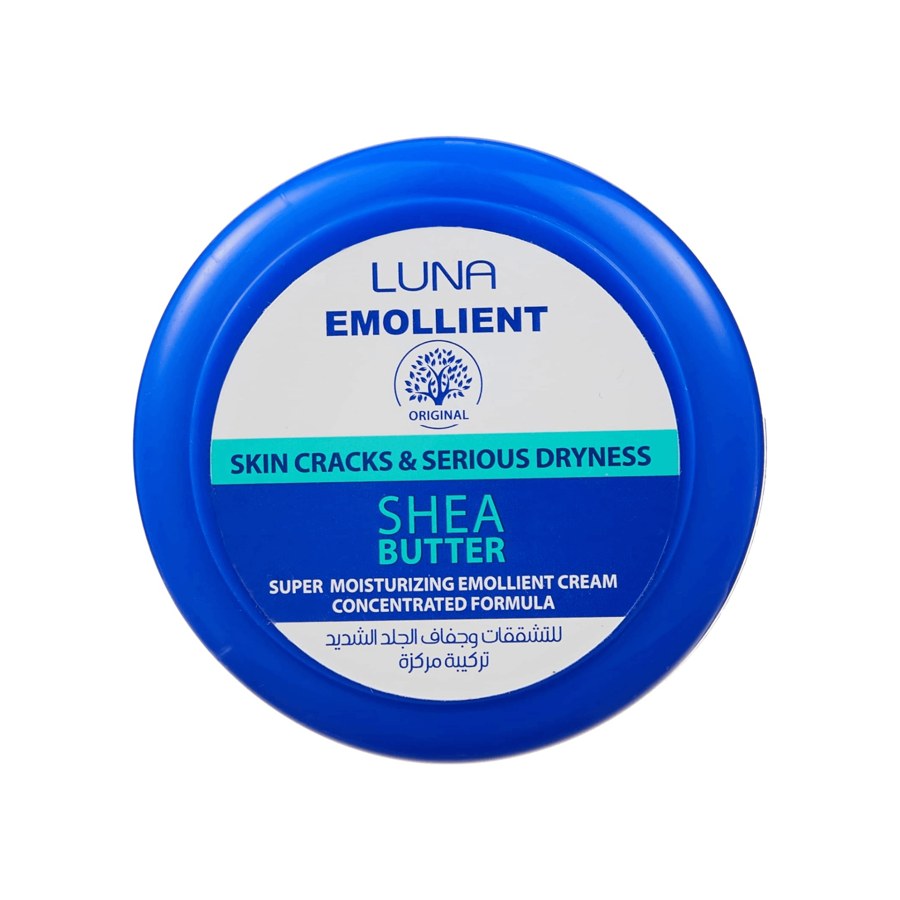 LUNA
EMOLLIENT
ORIGINAL
SKIN CRACKS & SERIOUS DRYNESS
SHEA
BUTTER
SUPER MOISTURIZING EMOLLIENT CREAM
CONCENTRATED FORMULA
للتشققات وجفاف الجلد الشديد
تركيبة مركزة